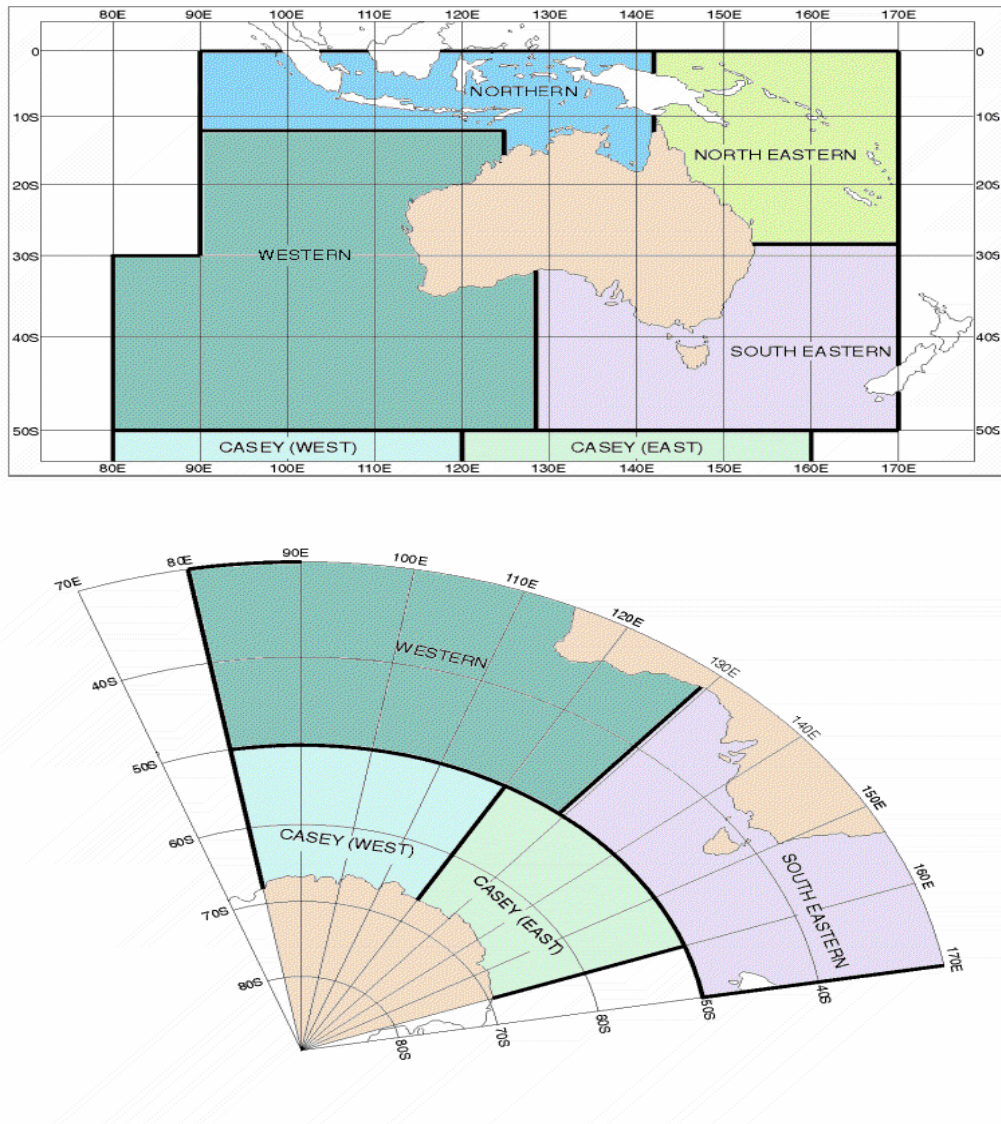 80E 90E 100E 110E 120E 130E 140E 150E 160E 170E
0 0
NORTHERN
10S 10S
NORTH EASTERN
20S 20S
WESTERN
30S 30S
40S 40S
SOUTH EASTERN
50S 50S
CASEY (WEST) CASEY (EAST)
80E 90E 100E 110E 120E 130E 140E 150E 160E 170E
70E 80E 90E 100E 110E 120E 130E 140E 150E 160E 170E
WESTERN
40S
50S
60S
70S
80S
CASEY (WEST)
CASEY (EAST)
SOUTH EASTERN
80S 70S 60S 50S 40S